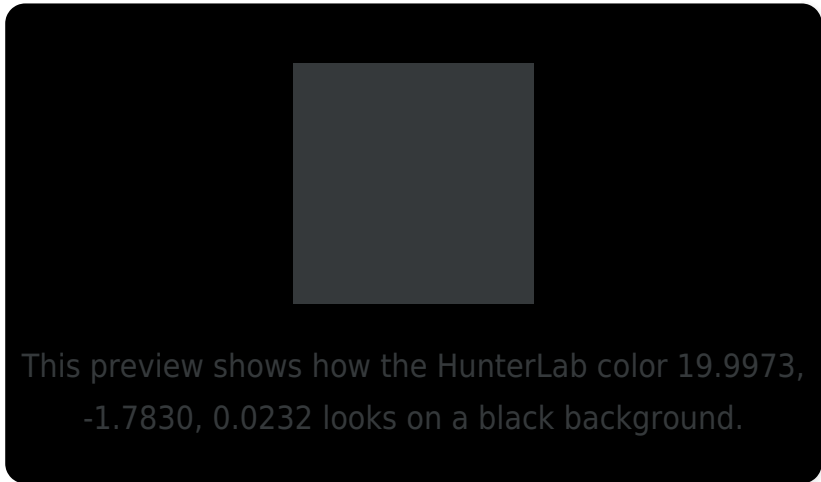 This preview shows how the HunterLab color 19.9973,
-1.7830, 0.0232 looks on a black background.